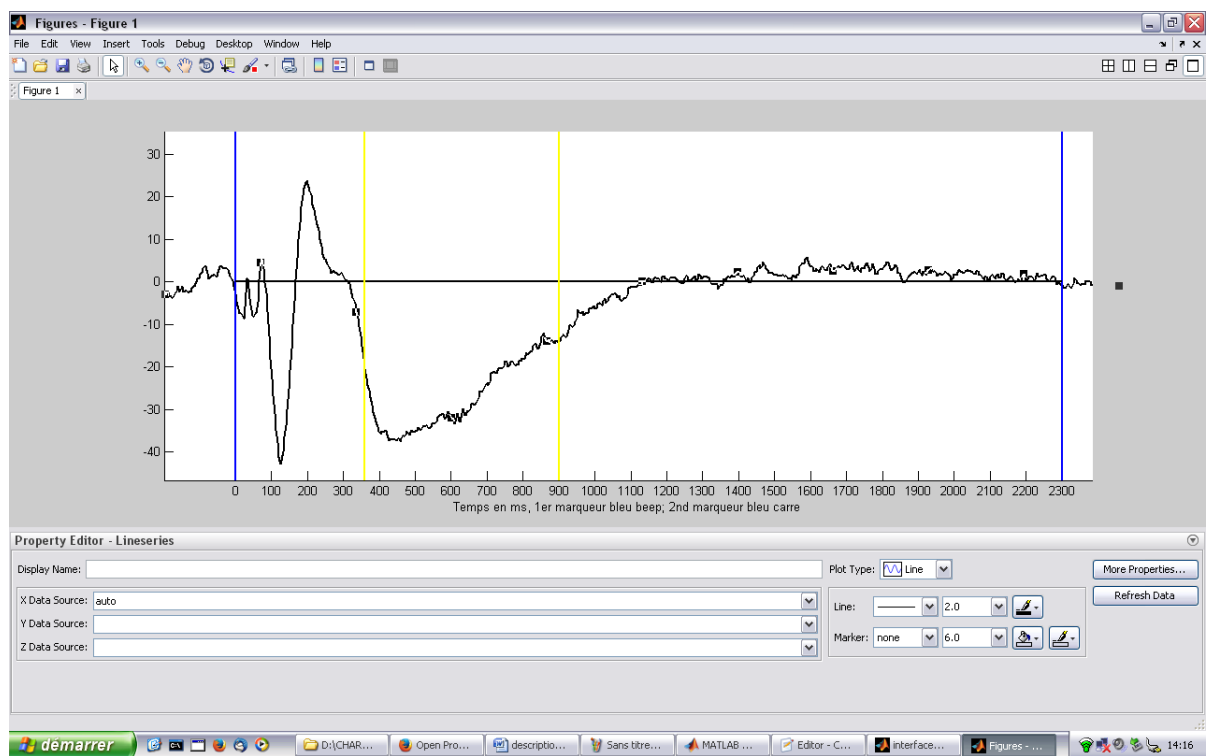 Figures - Figure 1
File Edit View Insert Tools Debug Desktop Window Help
Figure 1
30
20
10
0
-10
-20
-30
-40
0 100 200 300 400 500 600 700 800 900 1000 1100 1200 1300 1400 1500 1600 1700 1800 1900 2000 2100 2200 2300
Temps en ms, 1er marqueur bleu beep; 2nd marqueur bleu carre
Property Editor - Lineseries
Display Name: Plot Type: Line More Properties...
X Data Source: auto Line: 2.0 Refresh Data
Y Data Source:
Marker: none 6.0
Z Data Source:
démarrer D:\CHAR... Open Pro... descriptio... Sans titre... MATLAB ... Editor - C... interface... Figures - ... 14:16